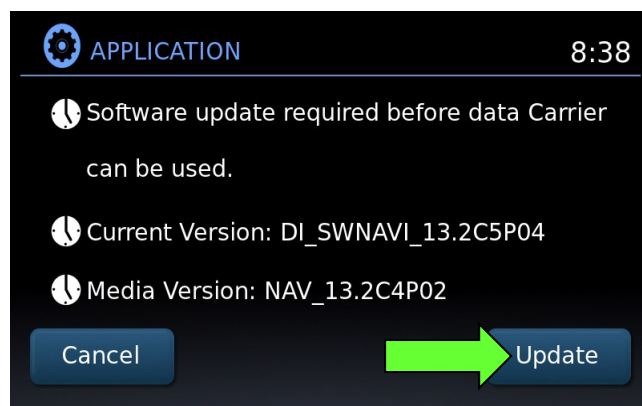 APPLICATION 8:38
Software update required before data Carrier
can be used.
Current Version: DI_SWNAVI_13.2C5P04
Media Version: NAV_13.2C4P02
Cancel Update